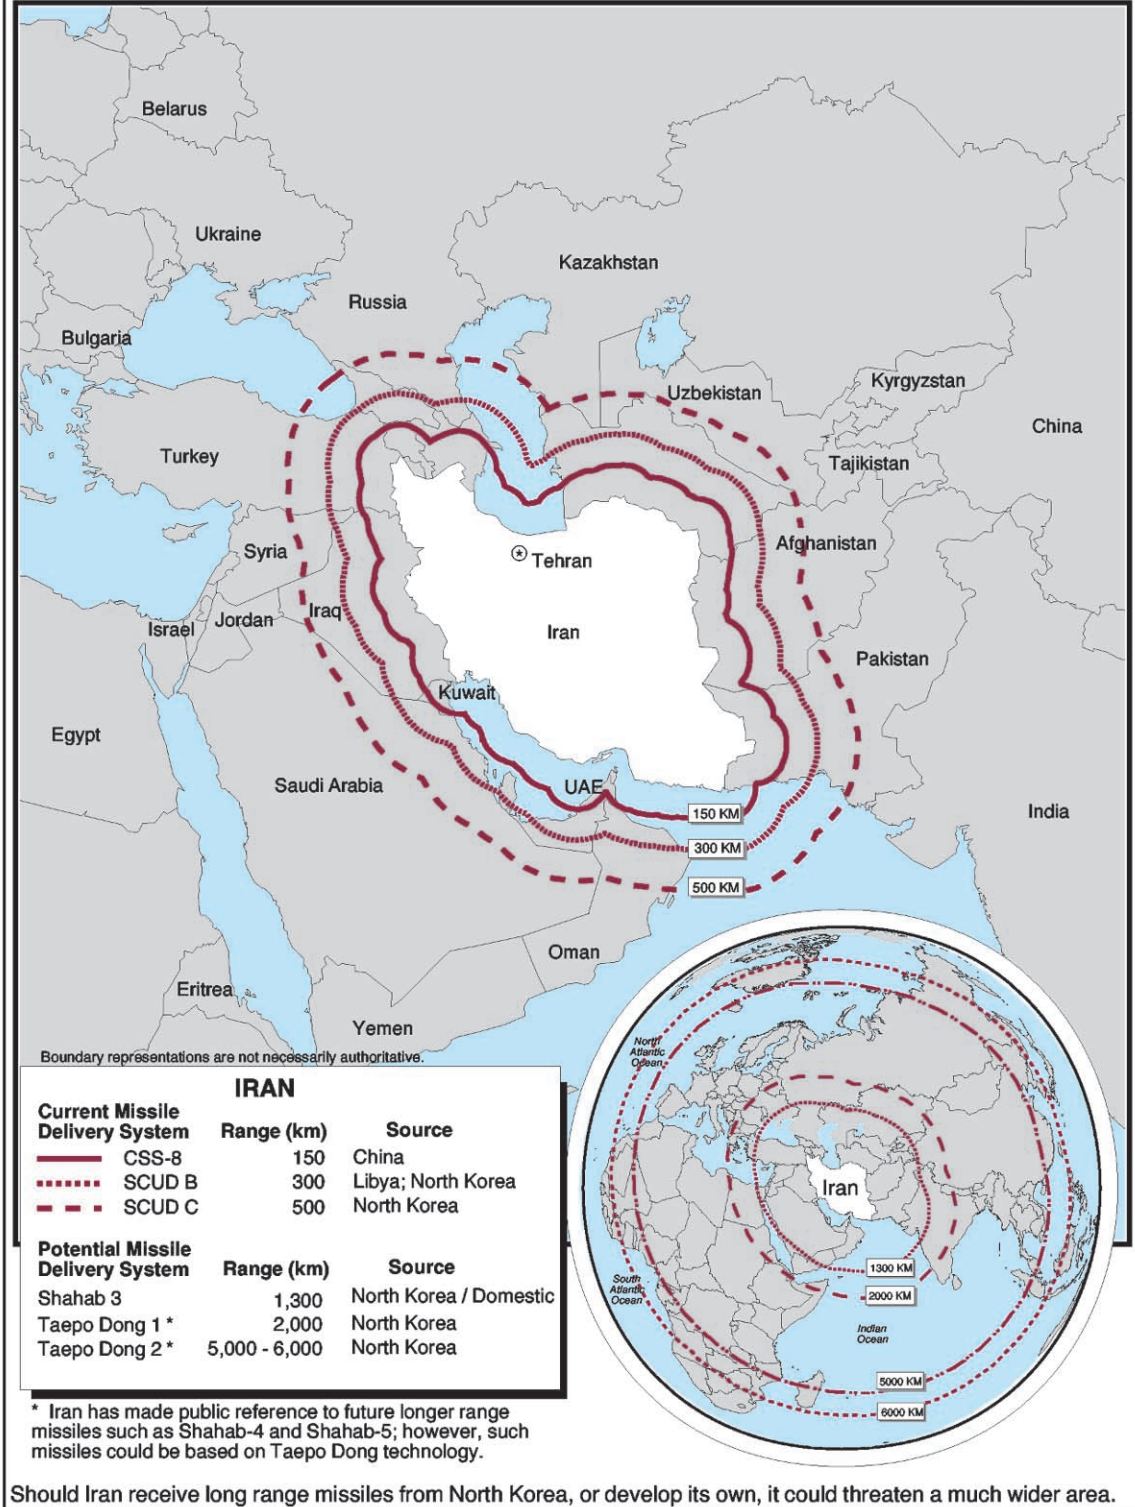 Belarus
Ukraine
Kazakhstan
Russia
Bulgaria
Uzbekistan
Kyrgyzstan
China
Turkey
Tajikistan
Syria
Afghanistan
Tehran
Israel
Jordan
Iraq
Iran
Pakistan
Kuwait
Egypt
Saudi Arabia
UAE
India
150 KM
300 KM
500 KM
Oman
Eritrea
Yemen
Boundary representations are not necessarily authoritative.
IRAN
Current Missile
Delivery System Range (km) Source
CSS-8 150 China
SCUD B 300 Libya; North Korea
SCUD C 500 North Korea
Potential Missile
Delivery System Range (km) Source
Shahab 3 1,300 North Korea / Domestic
Taepo Dong 1 * 2,000 North Korea
Taepo Dong 2 * 5,000 - 6,000 North Korea
North
Atlantic
Ocean
Iran
1300 KM
2000 KM
South
Atlantic
Ocean
Indian
Ocean
5000 KM
6000 KM
* Iran has made public reference to future longer range
missiles such as Shahab-4 and Shahab-5; however, such
missiles could be based on Taepo Dong technology.
Should Iran receive long range missiles from North Korea, or develop its own, it could threaten a much wider area.